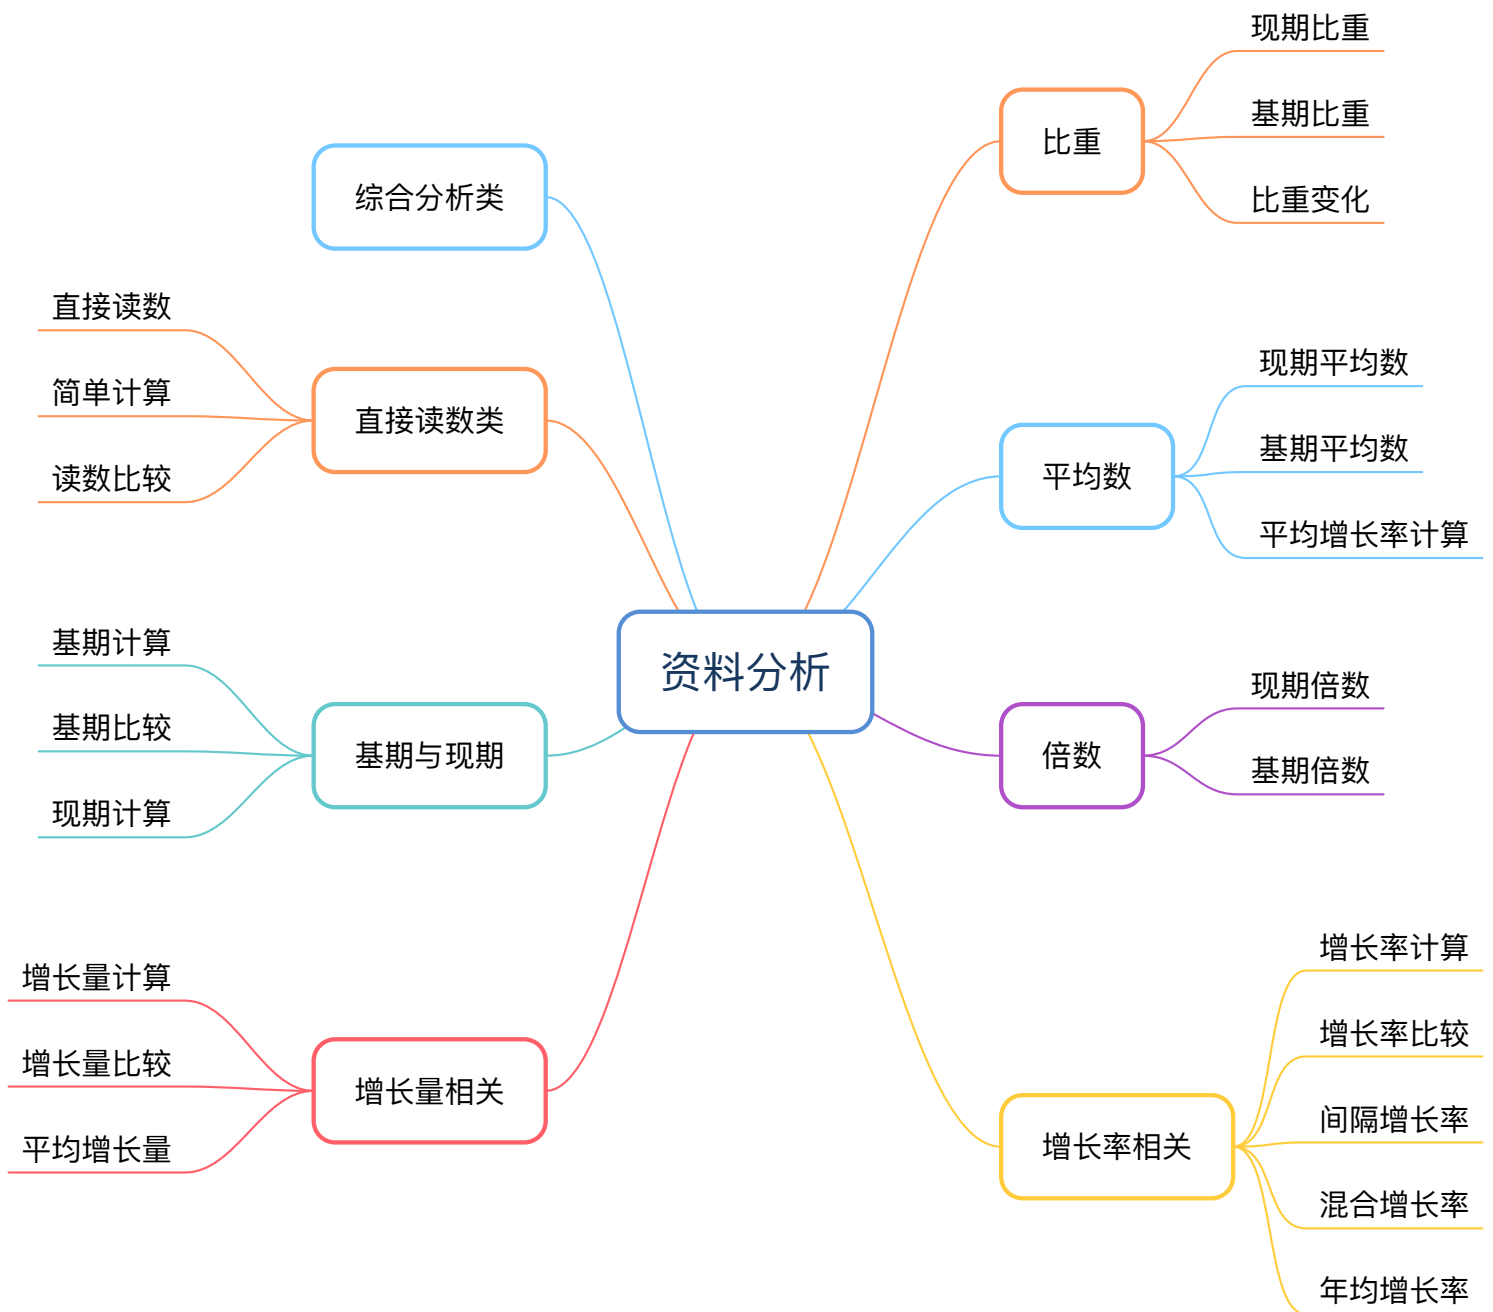 资料分析
比重
现期比重
基期比重
比重变化
平均数
现期平均数
基期平均数
平均增长率计算
倍数
现期倍数
基期倍数
增长率相关
增长率计算
增长率比较
间隔增长率
混合增长率
年均增长率
综合分析类
直接读数类
直接读数
简单计算
读数比较
基期与现期
基期计算
基期比较
现期计算
增长量相关
增长量计算
增长量比较
平均增长量